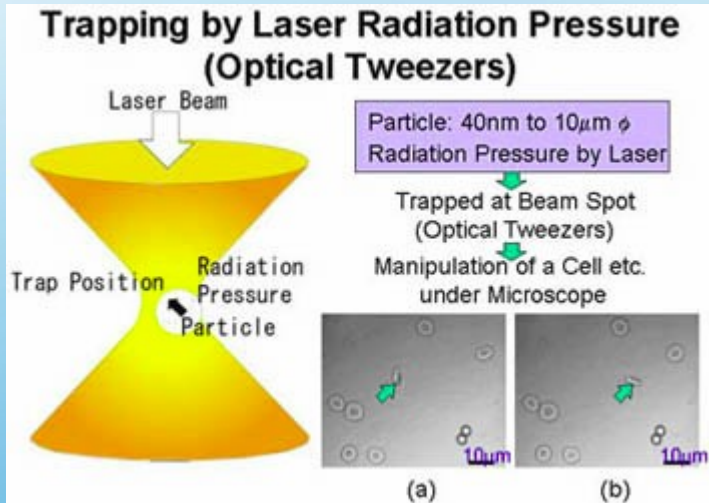 Trapping by Laser Radiation Pressure
(Optical Tweezers)
Laser Beam
Trap Position
Radiation
Pressure
Particle
Particle: 40nm to 10μm ϕ
Radiation Pressure by Laser
Trapped at Beam Spot
(Optical Tweezers)
Manipulation of a Cell etc.
under Microscope
10μm
10μm
(a)
(b)